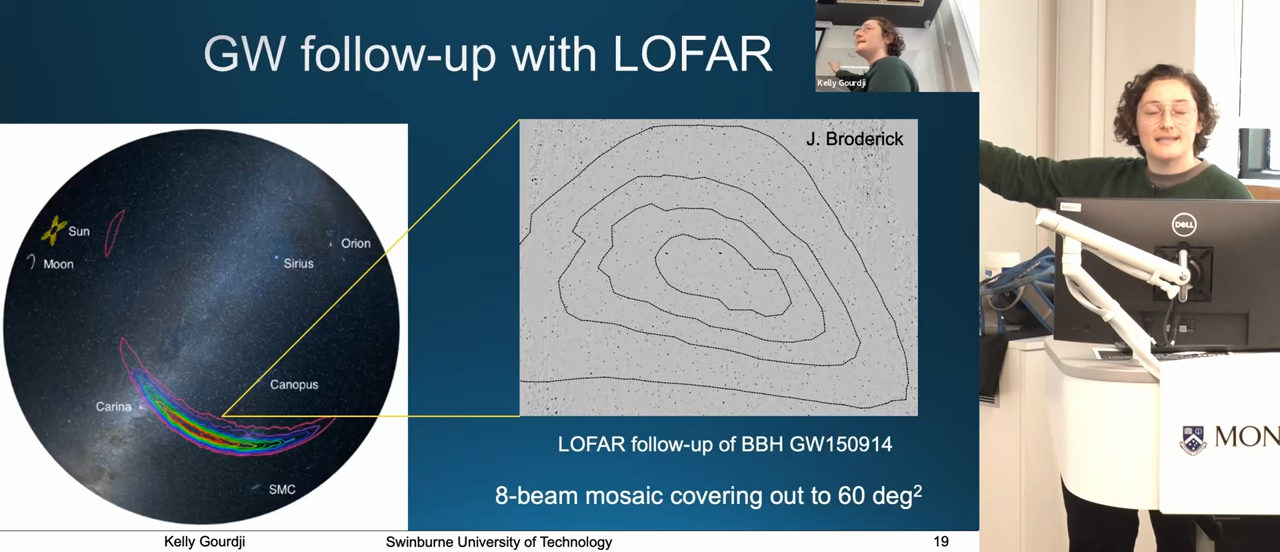 GW follow-up with LOFAR
Kelly Gourdji
J. Broderick
Sun
Moon
Orion
Sirius
Canopus
Carina
SMC
LOFAR follow-up of BBH GW150914
8-beam mosaic covering out to 60 deg²
Kelly Gourdji
Swinburne University of Technology
19
DELL
MON